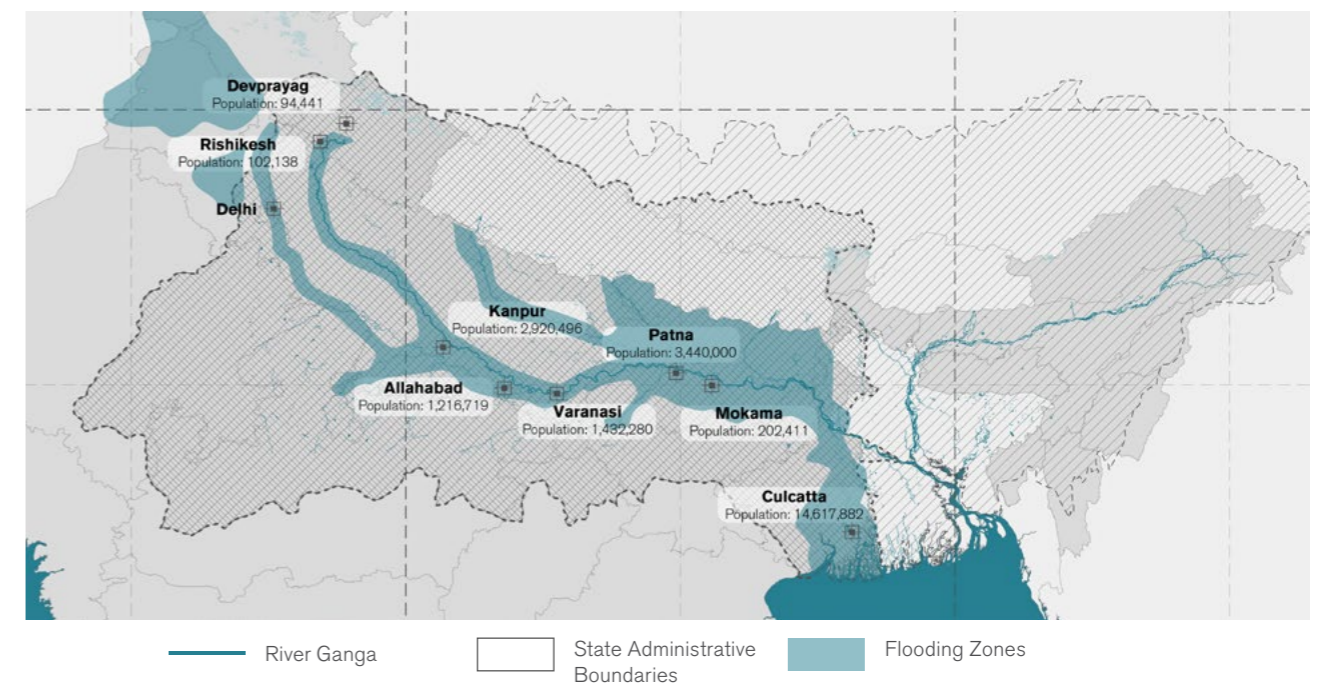 Devprayag
Population: 94,441
Rishikesh
Population: 102,138
Delhi
Kanpur
Population: 2,920,496
Patna
Population: 3,440,000
Allahabad
Population: 1,216,719
Varanasi
Population: 1,432,280
Mokama
Population: 202,411
Culcatta
Population: 14,617,882
River Ganga
State Administrative
Boundaries
Flooding Zones